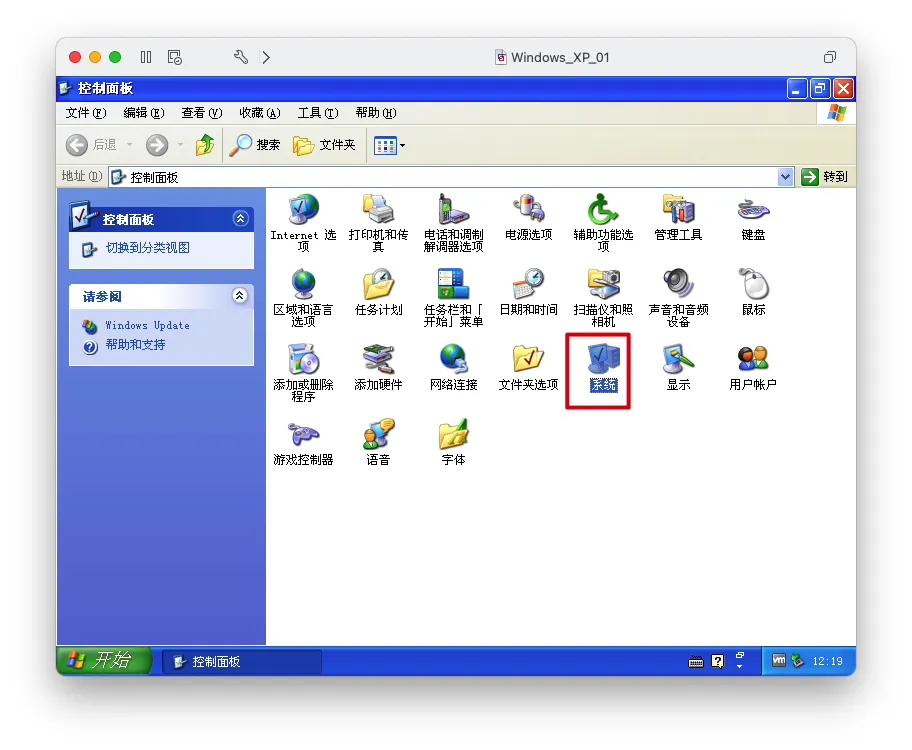 Windows_XP_01
控制面板
文件(F) 编辑(E) 查看(V) 收藏(A) 工具(T) 帮助(H)
后退 搜索 文件夹
地址(D) 控制面板 转到
控制面板
切换到分类视图
请参阅
Windows Update
帮助和支持
Internet 选
项
打印机和传
真
电话和调制
解调器选项
电源选项
辅助功能选
项
管理工具
键盘
区域和语言
选项
任务计划
任务栏和「
开始」菜单
日期和时间
扫描仪和照
相机
声音和音频
设备
鼠标
添加或删除
程序
添加硬件
网络连接
文件夹选项
系统
显示
用户帐户
游戏控制器
语音
字体
开始 控制面板 12:19